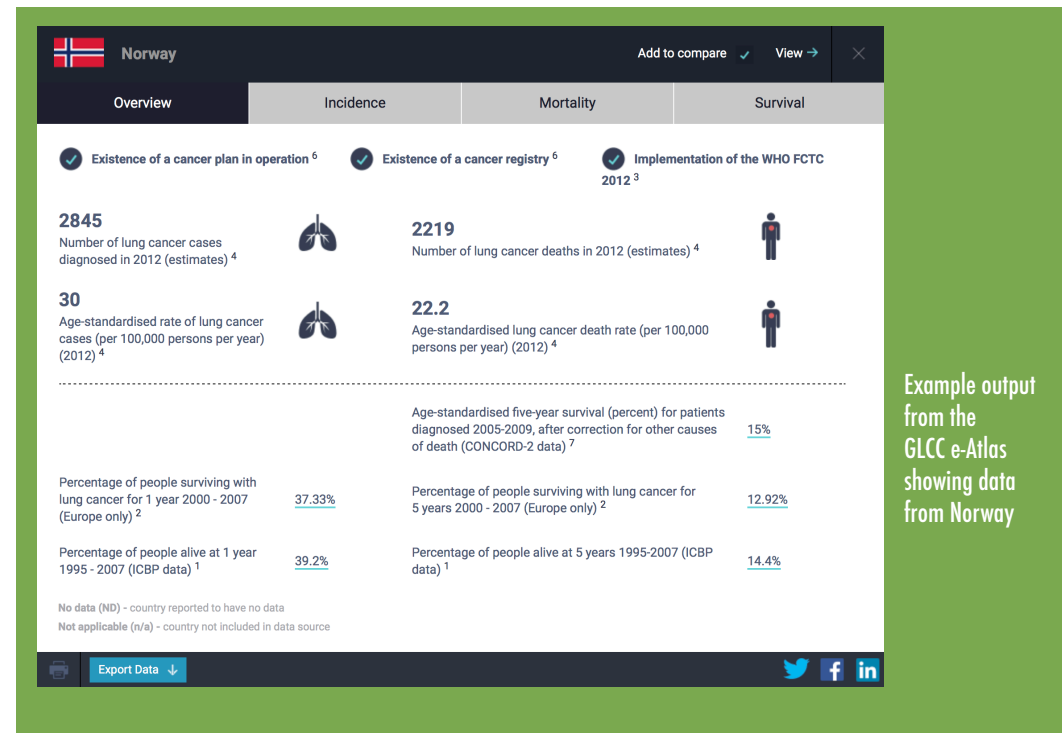 Norway
Add to compare
View →
Overview
Incidence
Mortality
Survival
Existence of a cancer plan in operation 6
Existence of a cancer registry 6
Implementation of the WHO FCTC
2012 3
2845
Number of lung cancer cases
diagnosed in 2012 (estimates) 4
2219
Number of lung cancer deaths in 2012 (estimates) 4
30
Age-standardised rate of lung cancer
cases (per 100,000 persons per year)
(2012) 4
22.2
Age-standardised lung cancer death rate (per 100,000
persons per year) (2012) 4
Age-standardised five-year survival (percent) for patients
diagnosed 2005-2009, after correction for other causes
of death (CONCORD-2 data) 7
15%
Percentage of people surviving with
lung cancer for 1 year 2000 - 2007
(Europe only) 2
37.33%
Percentage of people surviving with lung cancer for
5 years 2000 - 2007 (Europe only) 2
12.92%
Percentage of people alive at 1 year
1995 - 2007 (ICBP data) 1
39.2%
Percentage of people alive at 5 years 1995-2007 (ICBP
data) 1
14.4%
No data (ND) - country reported to have no data
Not applicable (n/a) - country not included in data source
Export Data ↓
f
in
Example output
from the
GLCC e-Atlas
showing data
from Norway